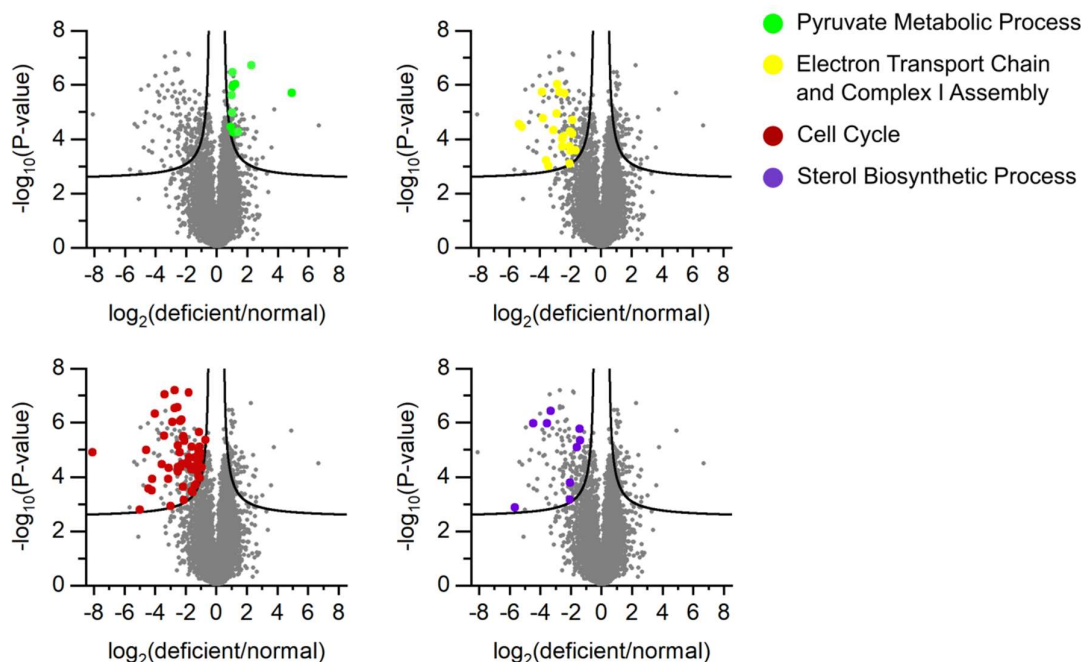 8
6
4
2
0
-8 -6 -4 -2 0 2 4 6 8
-log10(P-value)
log2(deficient/normal)
8
6
4
2
0
-8 -6 -4 -2 0 2 4 6 8
-log10(P-value)
log2(deficient/normal)
Pyruvate Metabolic Process
Electron Transport Chain
and Complex I Assembly
Cell Cycle
Sterol Biosynthetic Process
8
6
4
2
0
-8 -6 -4 -2 0 2 4 6 8
-log10(P-value)
log2(deficient/normal)
8
6
4
2
0
-8 -6 -4 -2 0 2 4 6 8
-log10(P-value)
log2(deficient/normal)